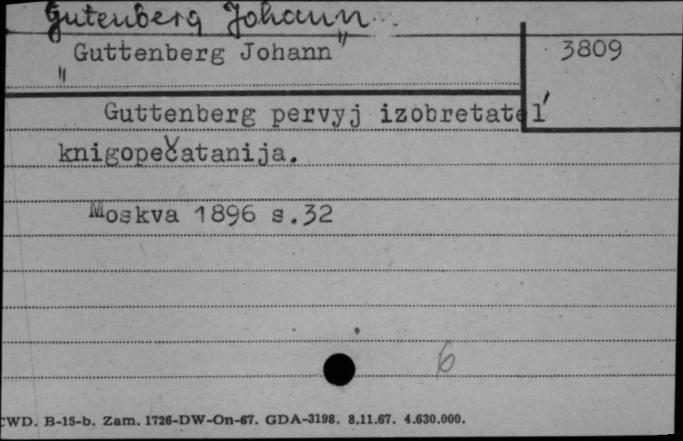 Gutenberg Johann
"Guttenberg Johann"
3809
Guttenberg pervyj izobretatel'
knigopečatanija.
Moskva 1896 s.32
6
CWD. B-15-b. Zam. 1726-DW-On-67. GDA-3198. 8.11.67. 4.630.000.